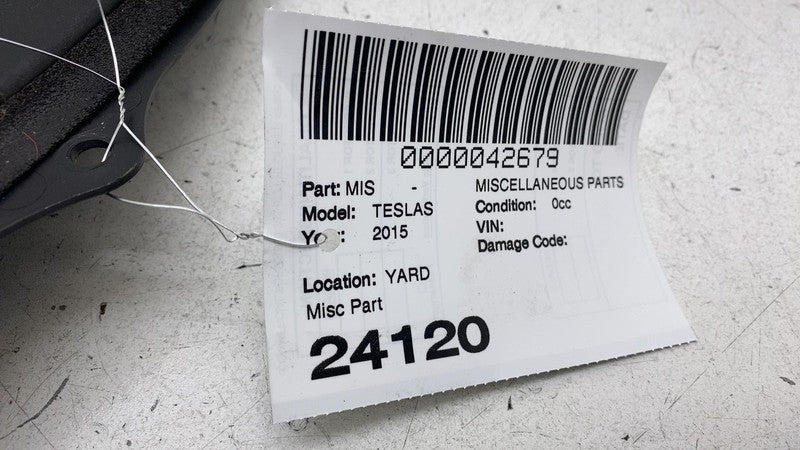 0000042679
Part: MIS - MISCELLANEOUS PARTS
Model: TESLAS Condition: 0cc
2015 VIN:
Damage Code:
Location: YARD
Misc Part
24120